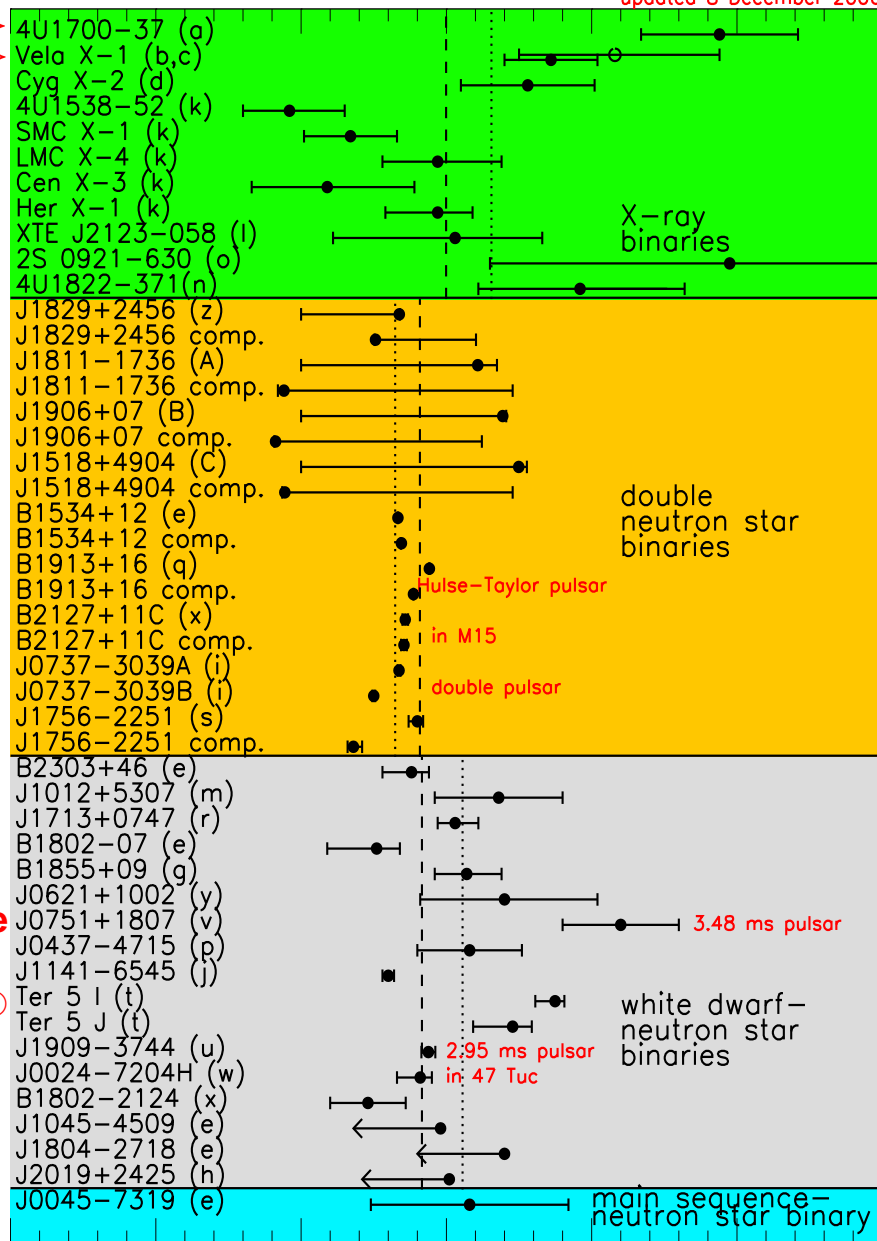 updated 8 December 2006
4U1700-37 (a)
Vela X-1 (b,c)
Cyg X-2 (d)
4U1538-52 (k)
SMC X-1 (k)
LMC X-4 (k)
Cen X-3 (k)
Her X-1 (k)
X-ray
binaries
XTE J2123-058 (l)
2S 0921-630 (o)
4U1822-371(n)
J1829+2456 (z)
J1829+2456 comp.
J1811-1736 (A)
J1811-1736 comp.
J1906+07 (B)
J1906+07 comp.
J1518+4904 (C)
J1518+4904 comp.
double
neutron star
binaries
B1534+12 (e)
B1534+12 comp.
B1913+16 (q)
B1913+16 comp.
Hulse-Taylor pulsar
B2127+11C (x)
B2127+11C comp.
in M15
J0737-3039A (i)
J0737-3039B (i)
double pulsar
J1756-2251 (s)
J1756-2251 comp.
B2303+46 (e)
J1012+5307 (m)
J1713+0747 (r)
B1802-07 (e)
B1855+09 (g)
J0621+1002 (y)
e
J0751+1807 (v)
3.48 ms pulsar
J0437-4715 (p)
J1141-6545 (j)
Ter 5 I (t)
Ter 5 J (t)
white dwarf-
neutron star
binaries
J1909-3744 (u)
2.95 ms pulsar
J0024-7204H (w)
in 47 Tuc
B1802-2124 (x)
J1045-4509 (e)
J1804-2718 (e)
J2019+2425 (h)
J0045-7319 (e)
main sequence-
neutron star binary